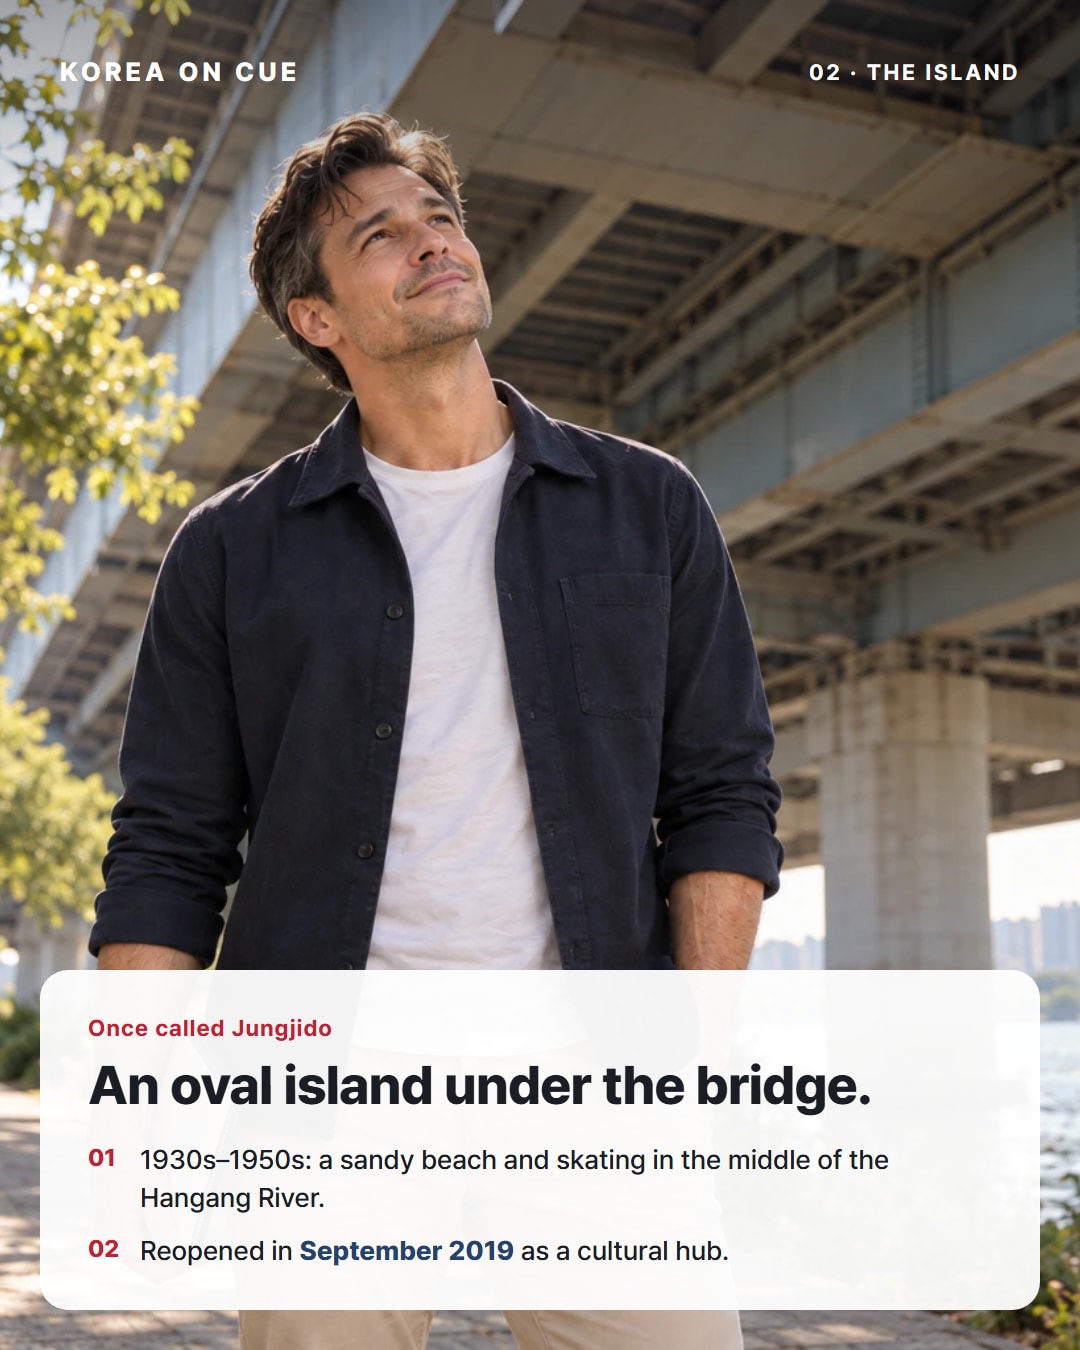 KOREA ON CUE
02 · THE ISLAND
Once called Jungjido
An oval island under the bridge.
01 1930s–1950s: a sandy beach and skating in the middle of the
Hangang River.
02 Reopened in September 2019 as a cultural hub.